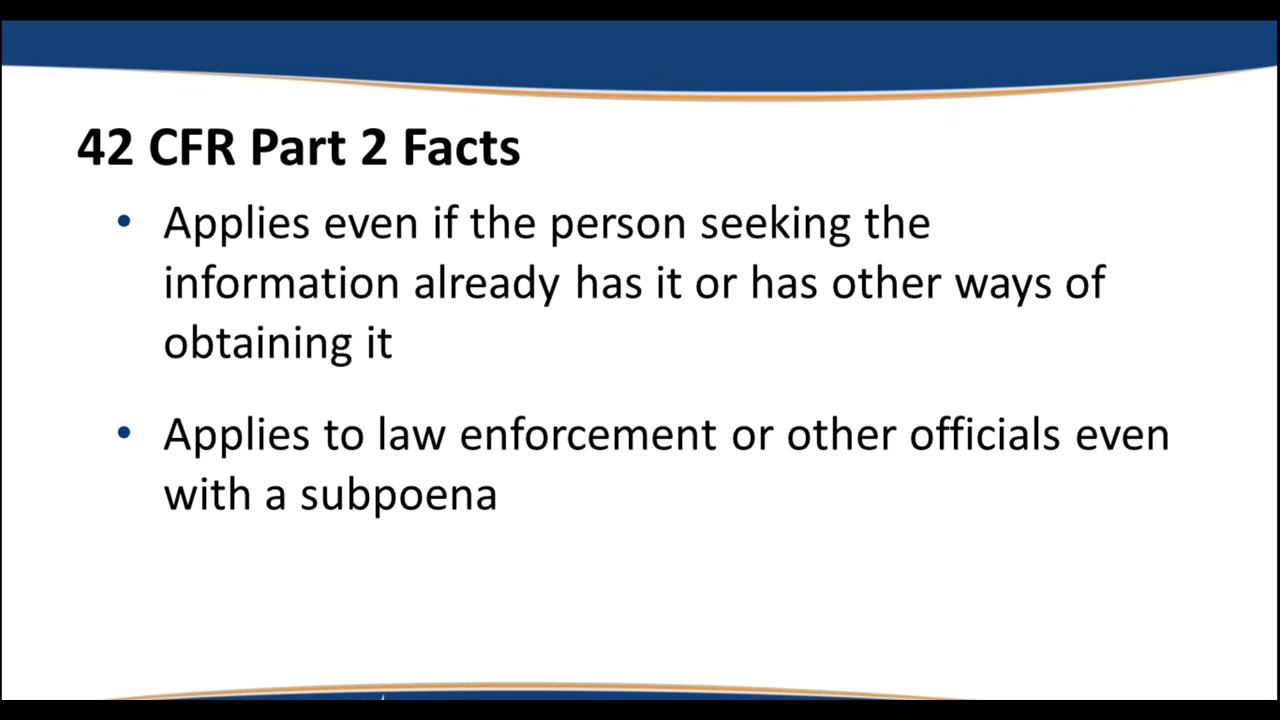 42 CFR Part 2 Facts
• Applies even if the person seeking the
information already has it or has other ways of
obtaining it
• Applies to law enforcement or other officials even
with a subpoena